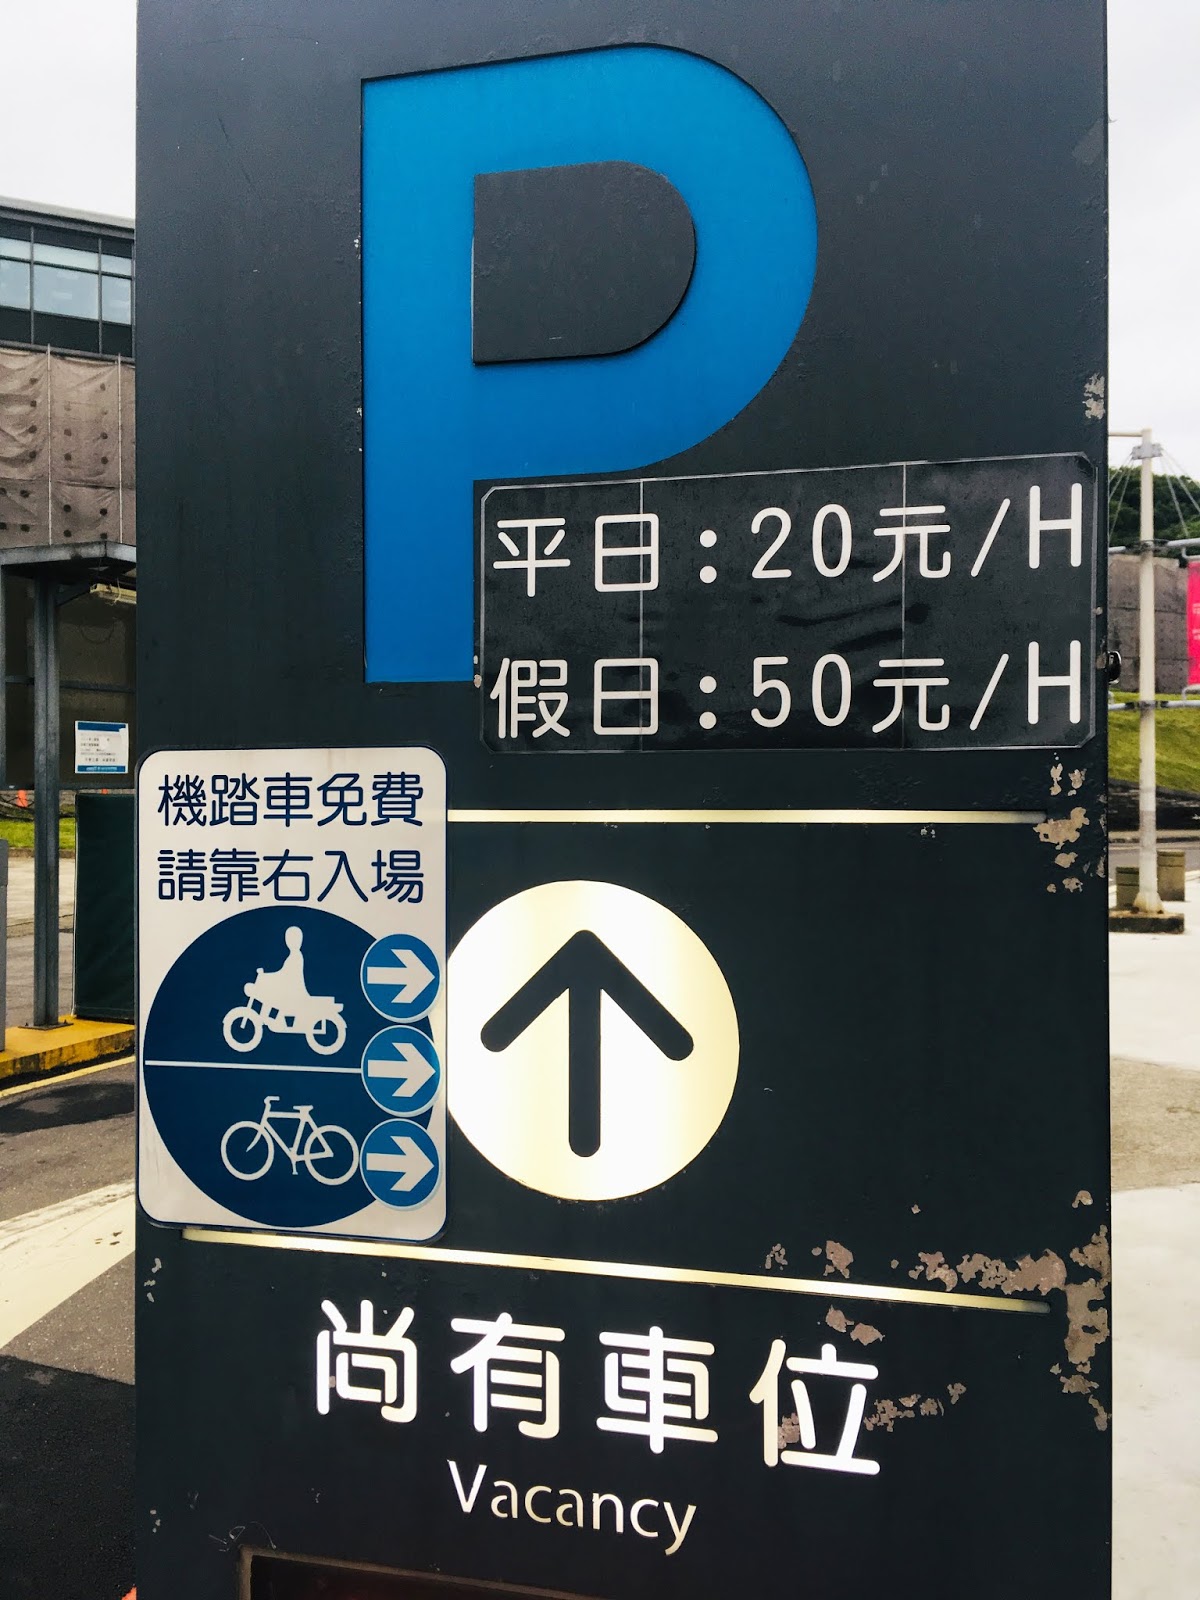 P
平日:20元/H
假日:50元/H
機踏車免費
請靠右入場
尚有車位
Vacancy